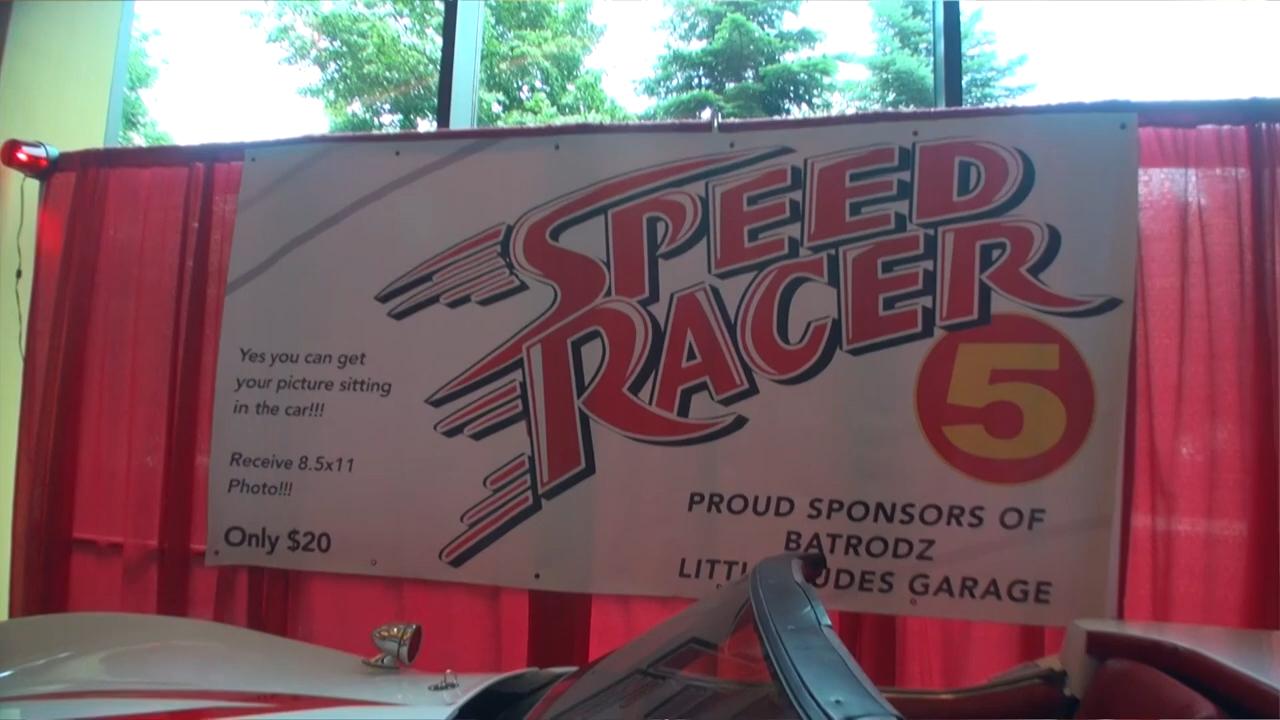 SPEED
RACER
5
Yes you can get
your picture sitting
in the car!!!
Receive 8.5x11
Photo!!!
Only $20
PROUD SPONSORS OF
BATRODZ
GARAGE